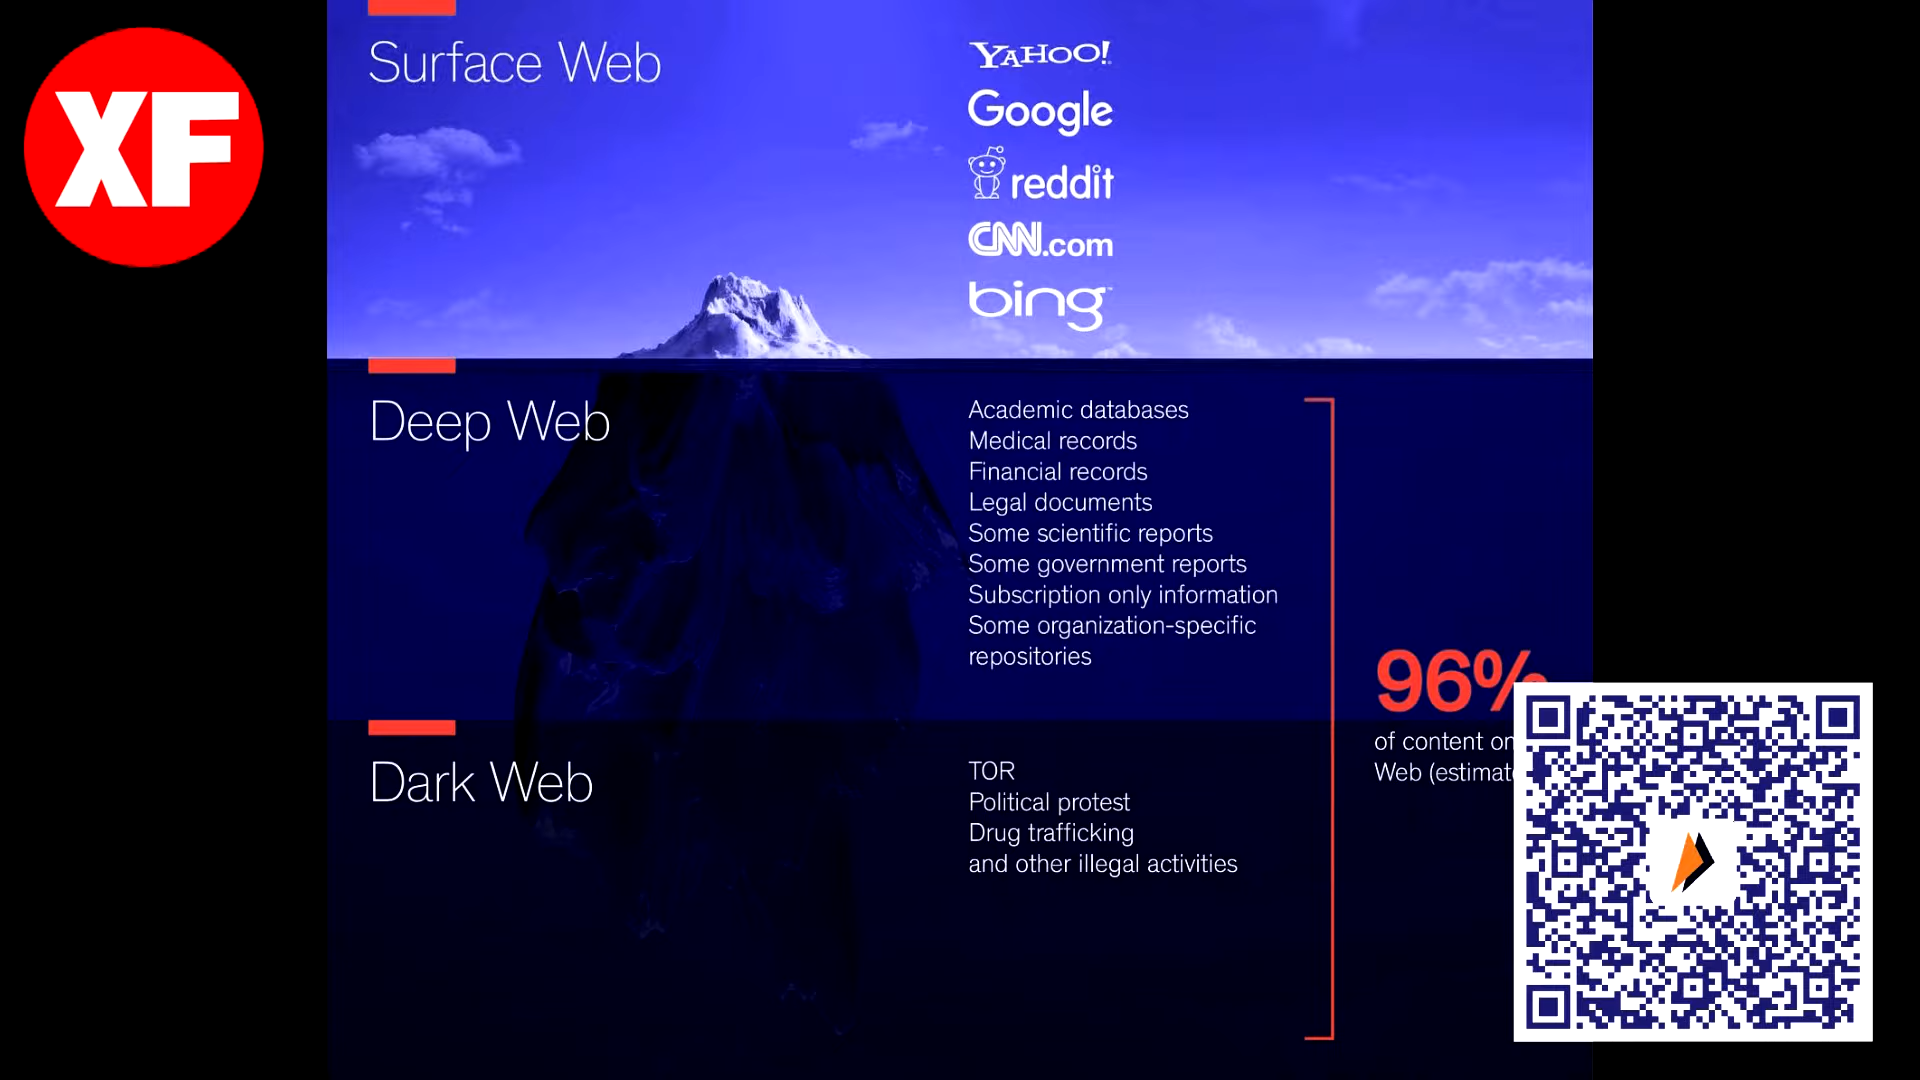 XF
Surface Web
YAHOO!
Google
reddit
CNN.com
bing
Deep Web
Academic databases
Medical records
Financial records
Legal documents
Some scientific reports
Some government reports
Subscription only information
Some organization-specific
repositories
96%
of content on
Web
Dark Web
TOR
Political protest
Drug trafficking
and other illegal activities